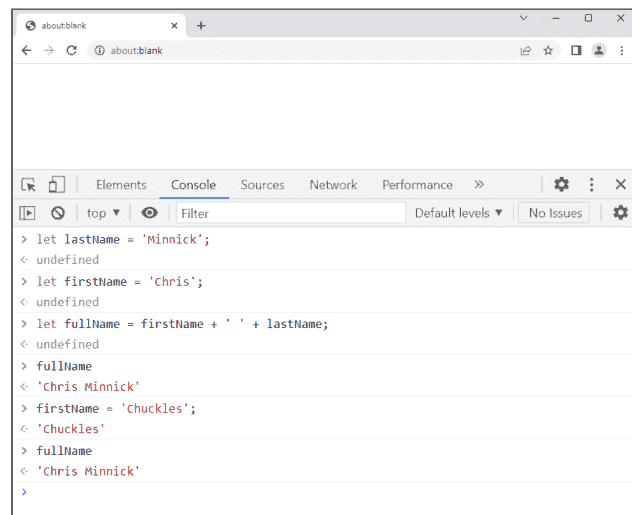 about:blank
about:blank
Elements Console Sources Network Performance
top Filter Default levels No Issues
> let lastName = 'Minnick';
<· undefined
> let firstName = 'Chris';
<· undefined
> let fullName = firstName + ' ' + lastName;
<· undefined
> fullName
<· 'Chris Minnick'
> firstName = 'Chuckles';
<· 'Chuckles'
> fullName
<· 'Chris Minnick'
>